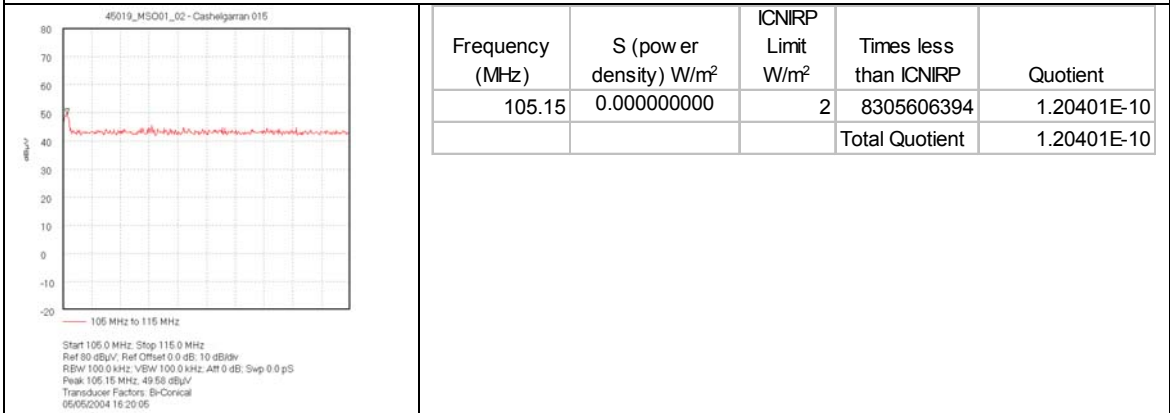 45019_MSO01_02 - Cashelgarran 015
80
70
60
50
40
30
20
10
0
-10
-20
dBµV
105 MHz to 115 MHz
Start 105.0 MHz; Stop 115.0 MHz
Ref 80 dBµV; Ref Offset 0.0 dB; 10 dB/div
RBW 100.0 kHz; VBW 100.0 kHz; Att 0 dB; Swp 0.0 pS
Peak 105.15 MHz, 49.58 dBµV
Transducer Factors: Bi-Conical
05/05/2004 16:20:05
Frequency (MHz) S (pow er density) W/m² ICNIRP Limit W/m² Times less than ICNIRP Quotient
105.15 0.000000000 2 8305606394 1.20401E-10
Total Quotient 1.20401E-10